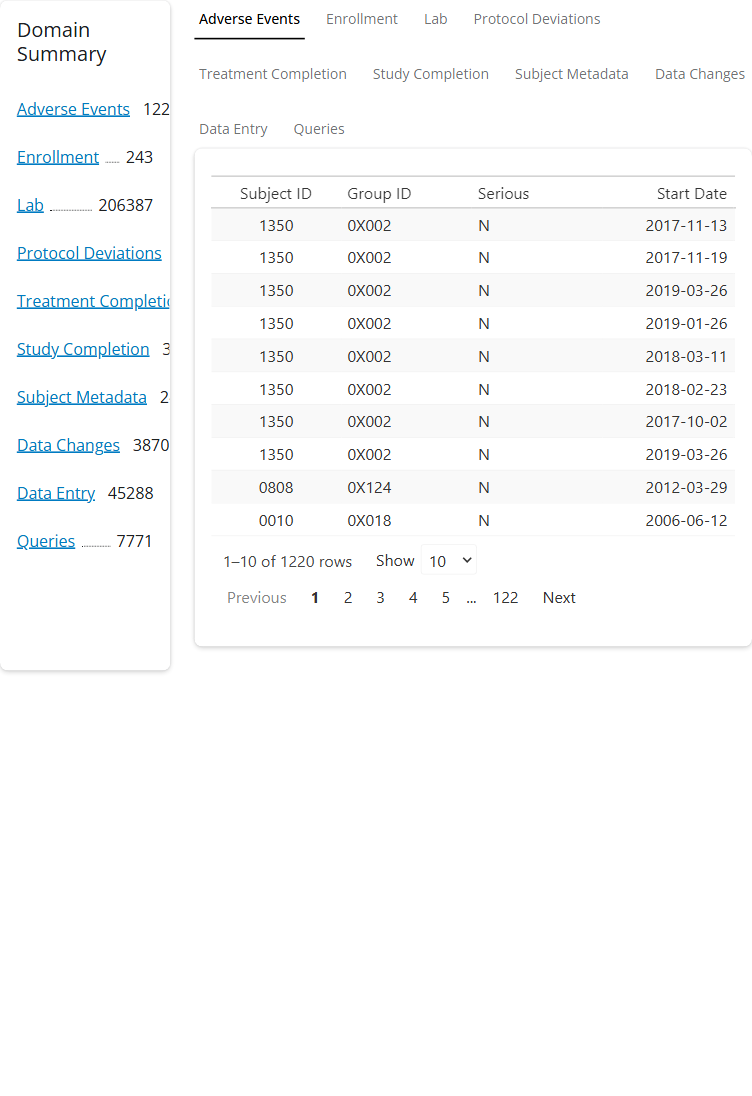 Domain
Summary
Adverse Events 122
Enrollment ...... 243
Lab .................. 206387
Protocol Deviations
Treatment Completio
Study Completion 3
Subject Metadata 2
Data Changes 3870
Data Entry 45288
Queries ............ 7771
Adverse Events Enrollment Lab Protocol Deviations
Treatment Completion Study Completion Subject Metadata Data Changes
Data Entry Queries
Subject ID Group ID Serious Start Date
1350 0X002 N 2017-11-13
1350 0X002 N 2017-11-19
1350 0X002 N 2019-03-26
1350 0X002 N 2019-01-26
1350 0X002 N 2018-03-11
1350 0X002 N 2018-02-23
1350 0X002 N 2017-10-02
1350 0X002 N 2019-03-26
0808 0X124 N 2012-03-29
0010 0X018 N 2006-06-12
1–10 of 1220 rows Show 10
Previous 1 2 3 4 5 ... 122 Next